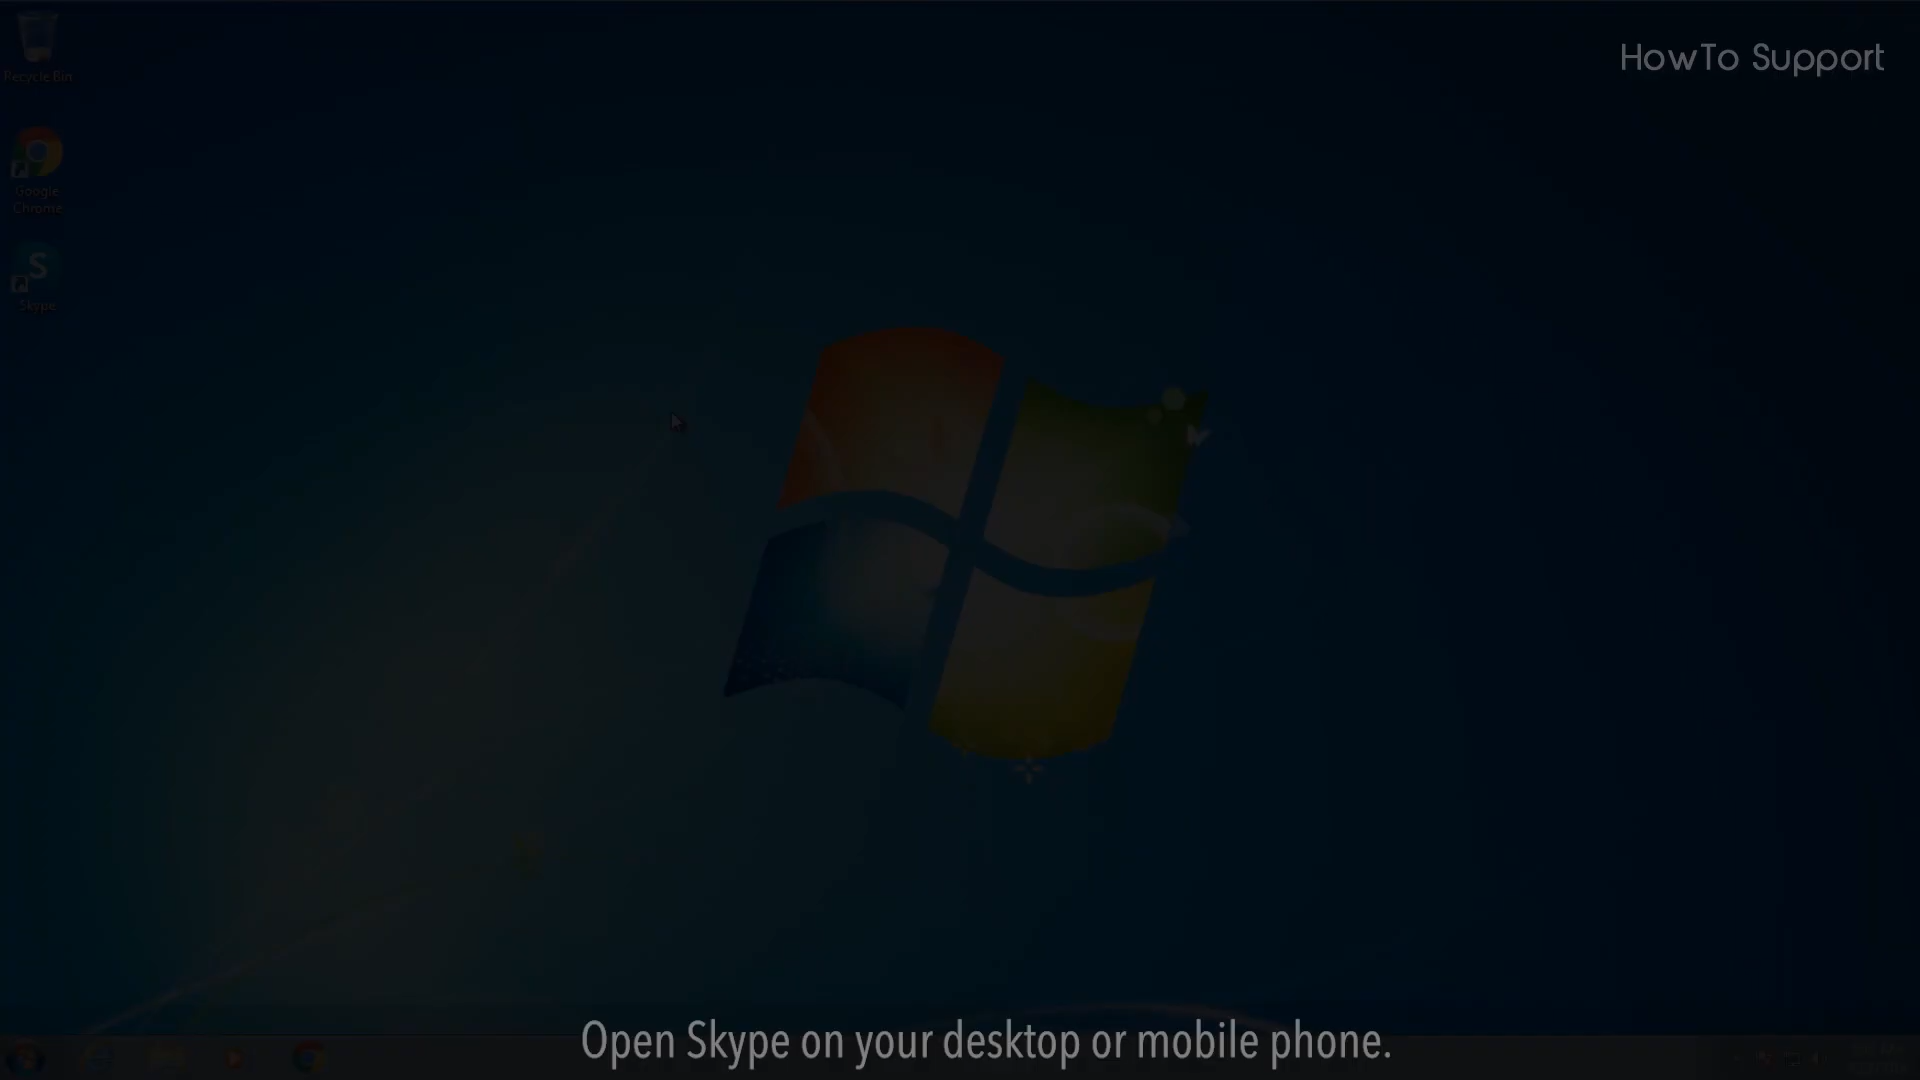 HowTo Support
Recycle Bin
Google
Chrome
S
Skype
Open Skype on your desktop or mobile phone.